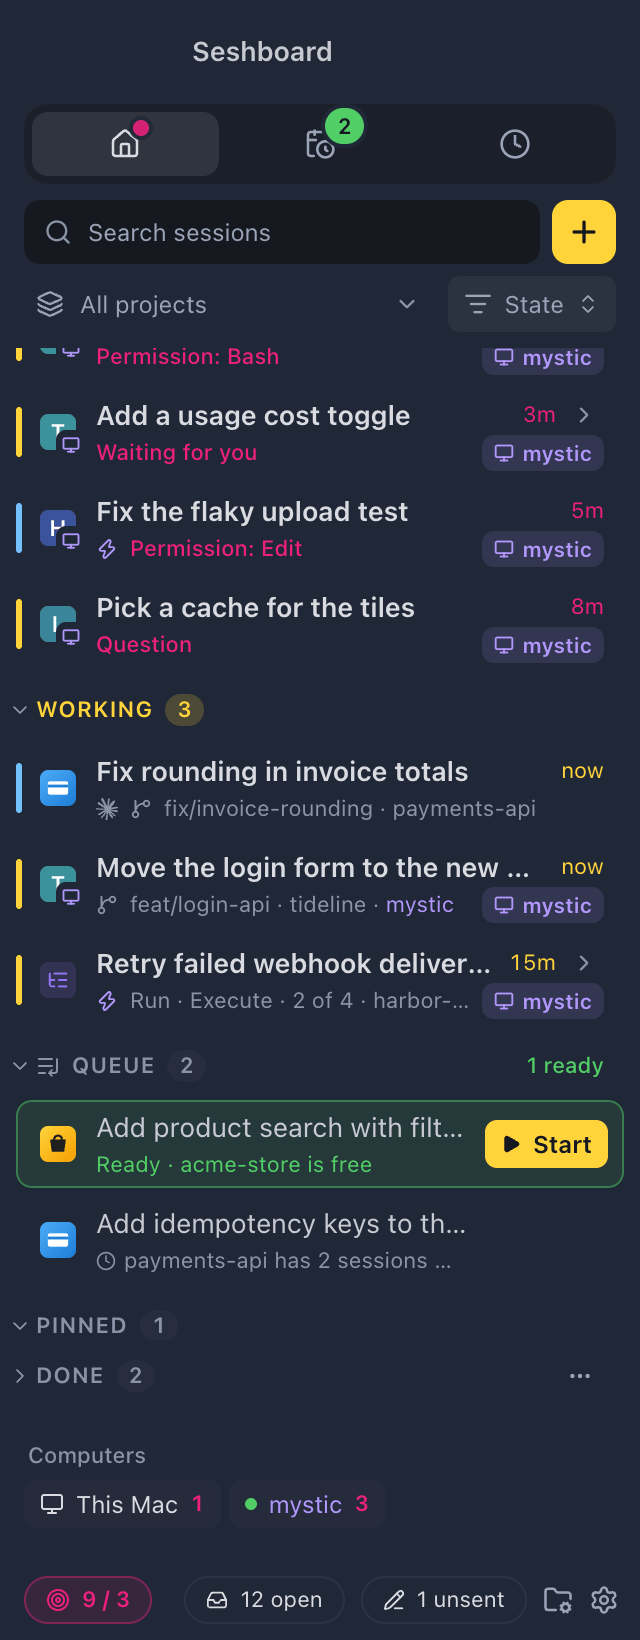 Seshboard
2
Search sessions
All projects
State
Permission: Bash
mystic
Add a usage cost toggle
3m
T
Waiting for you
mystic
Fix the flaky upload test
5m
H
Permission: Edit
mystic
Pick a cache for the tiles
8m
I
Question
mystic
WORKING 3
Fix rounding in invoice totals
now
fix/invoice-rounding · payments-api
Move the login form to the new ...
now
T
feat/login-api · tideline · mystic
mystic
Retry failed webhook deliver...
15m
Run · Execute · 2 of 4 · harbor-...
mystic
QUEUE 2
1 ready
Add product search with filt...
Start
Ready · acme-store is free
Add idempotency keys to th...
payments-api has 2 sessions ...
PINNED 1
DONE 2
Computers
This Mac 1
mystic 3
9 / 3
12 open
1 unsent